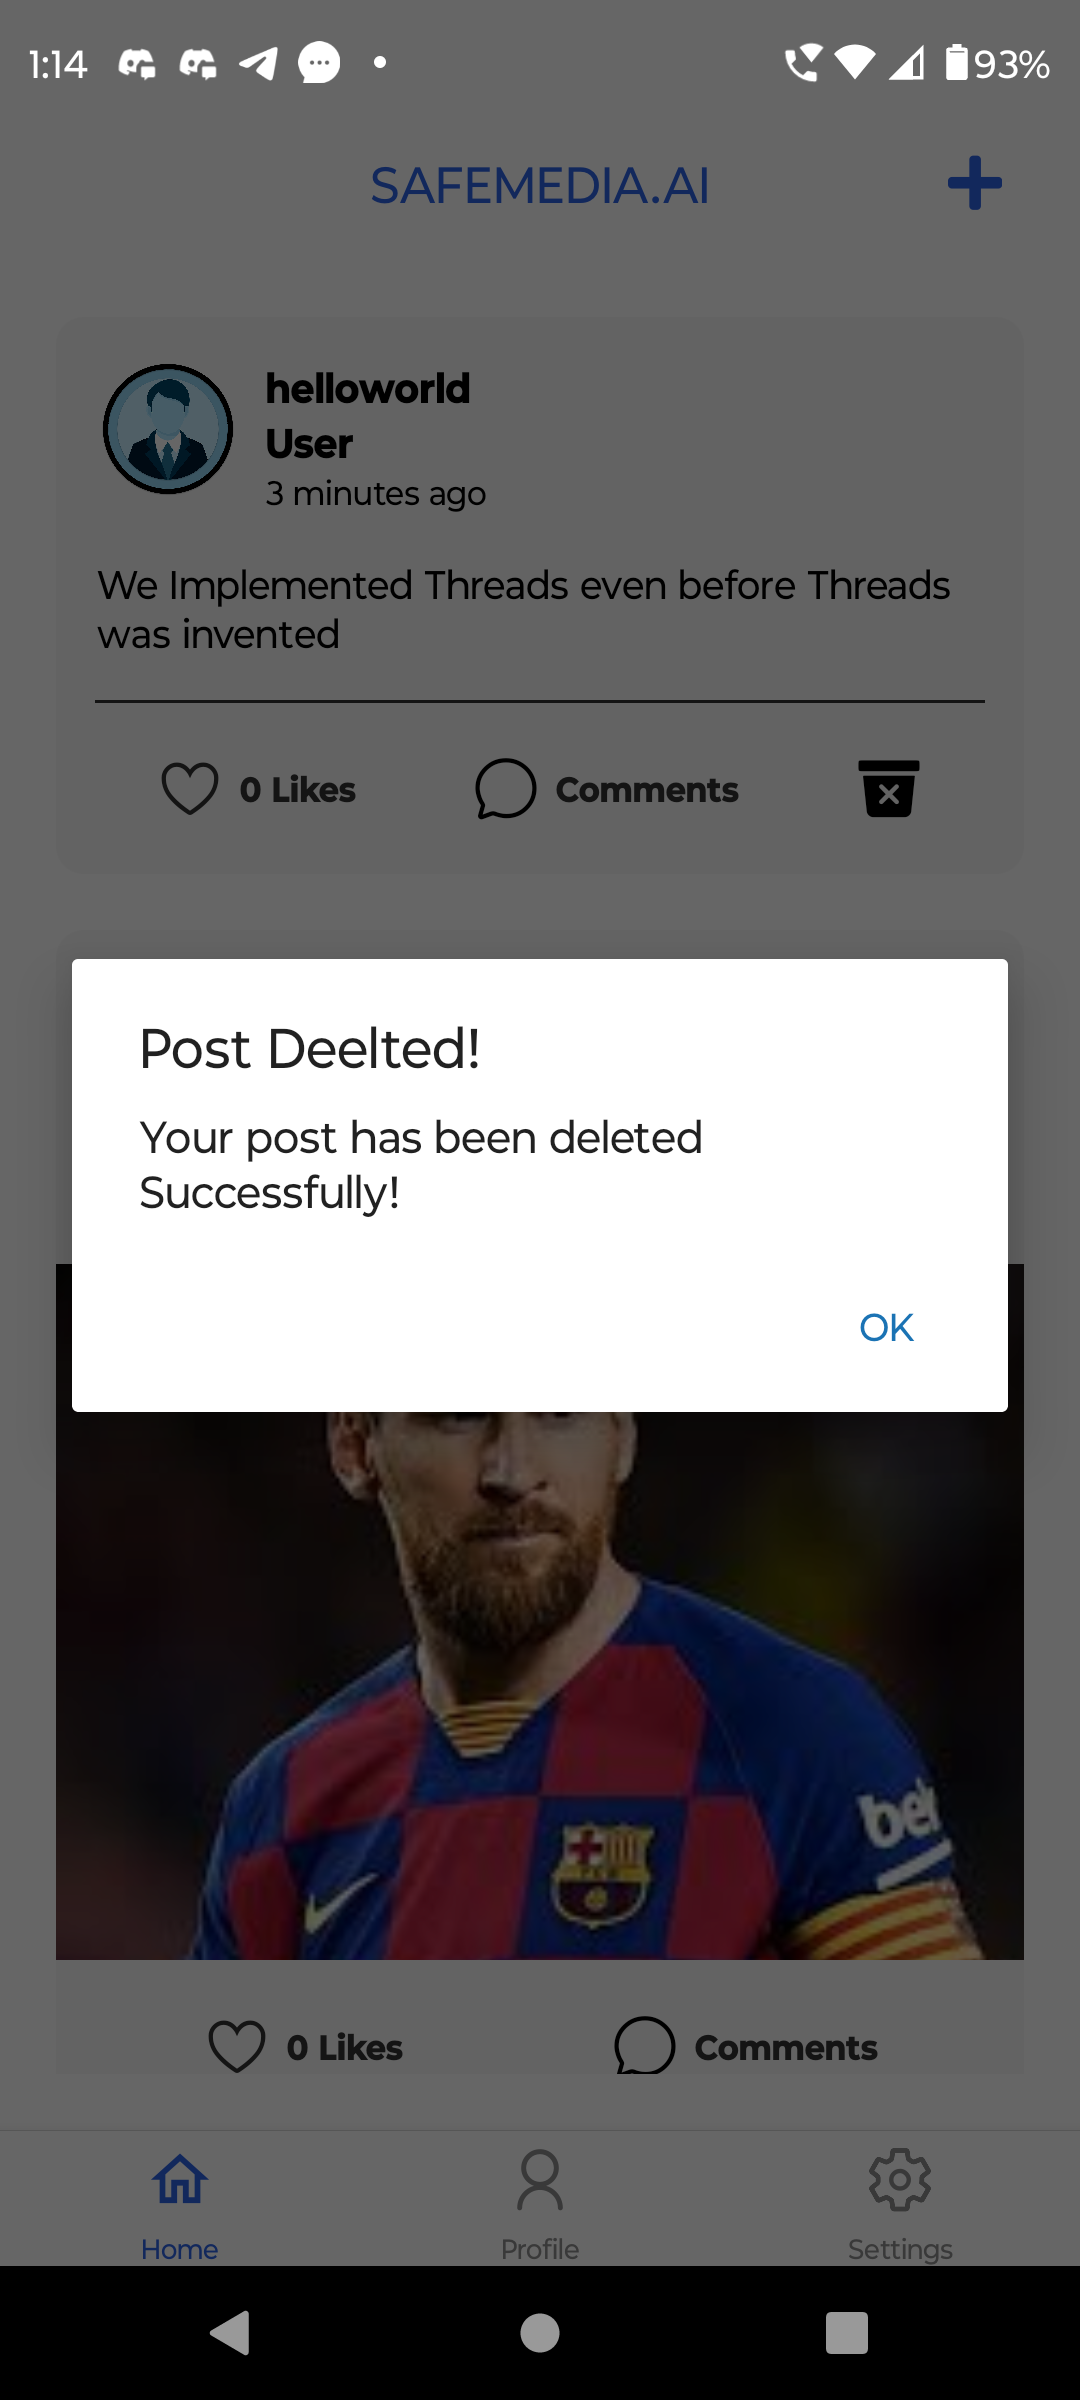 1:14
93%
SAFEMEDIA.AI
helloworld
User
3 minutes ago
We Implemented Threads even before Threads
was invented
0 Likes
Comments
Post Deelted!
Your post has been deleted
Successfully!
OK
FCB
0 Likes
Comments
Home
Profile
Settings